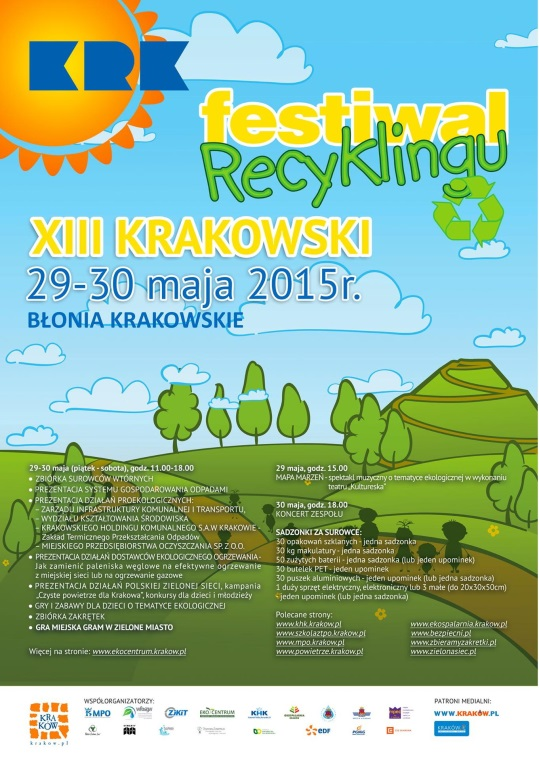 KRK
festiwal
Recyklingu
XIII KRAKOWSKI
29-30 maja 2015r.
BŁONIA KRAKOWSKIE
29-30 maja (piątek - sobota), godz. 11.00-18.00
• ZBIÓRKA SUROWCÓW WTÓRNYCH
• PREZENTACJA SYSTEMU GOSPODAROWANIA ODPADAMI
• PREZENTACJA DZIAŁAŃ PROEKOLOGICZNYCH:
– ZARZĄDU INFRASTRUKTURY KOMUNALNEJ I TRANSPORTU,
– WYDZIAŁU KSZTAŁTOWANIA ŚRODOWISKA
– KRAKOWSKIEGO HOLDINGU KOMUNALNEGO S.A W KRAKOWIE -
Zakład Termicznego Przekształcania Odpadów
– MIEJSKIEGO PRZEDSIĘBIORSTWA OCZYSZCZANIA SP. Z O.O.
• PREZENTACJA DZIAŁAŃ DOSTAWCÓW EKOLOGICZNEGO OGRZEWANIA -
Jak zamienić paleniska węglowe na efektywne ogrzewanie
z miejskiej sieci lub na ogrzewanie gazowe
• PREZENTACJA DZIAŁAŃ POLSKIEJ ZIELONEJ SIECI, kampania
„Czyste powietrze dla Krakowa", konkursy dla dzieci i młodzieży
• GRY I ZABAWY DLA DZIECI O TEMATYCE EKOLOGICZNEJ
• ZBIÓRKA ZAKRĘTEK
• GRA MIEJSKA GRAM W ZIELONE MIASTO
Więcej na stronie: www.ekocentrum.krakow.pl
29 maja, godz. 15.00
MAPA MARZEŃ - spektakl muzyczny o tematyce ekologicznej w wykonaniu
teatru „Kultureska"
30 maja, godz. 18.00
KONCERT ZESPOŁU
SADZONKI ZA SUROWCE:
30 opakowań szklanych - jedna sadzonka
30 kg makulatury - jedna sadzonka
50 zużytych baterii - jedna sadzonka (lub jeden upominek)
30 butelek PET - jeden upominek
30 puszek aluminiowych - jeden upominek (lub jedna sadzonka)
1 duży sprzęt elektryczny, elektroniczny lub 3 małe (do 20x30x50cm)
- jeden upominek (lub jedna sadzonka)
Polecane strony:
www.khk.krakow.pl
www.szkolaztpo.krakow.pl
www.mpo.krakow.pl
www.powietrze.krakow.pl
www.ekospalarnia.krakow.pl
www.bezpieczni.pl
www.zbieramyzakretki.pl
www.zielonasiec.pl
KRA
KÓW
krakow.pl
WSPÓŁORGANIZATORZY:
MPO
ZIKIT
EKOCENTRUM
KHK
EDF
PGNiG
PATRONI MEDIALNI:
WWW.KRAKÓW.PL